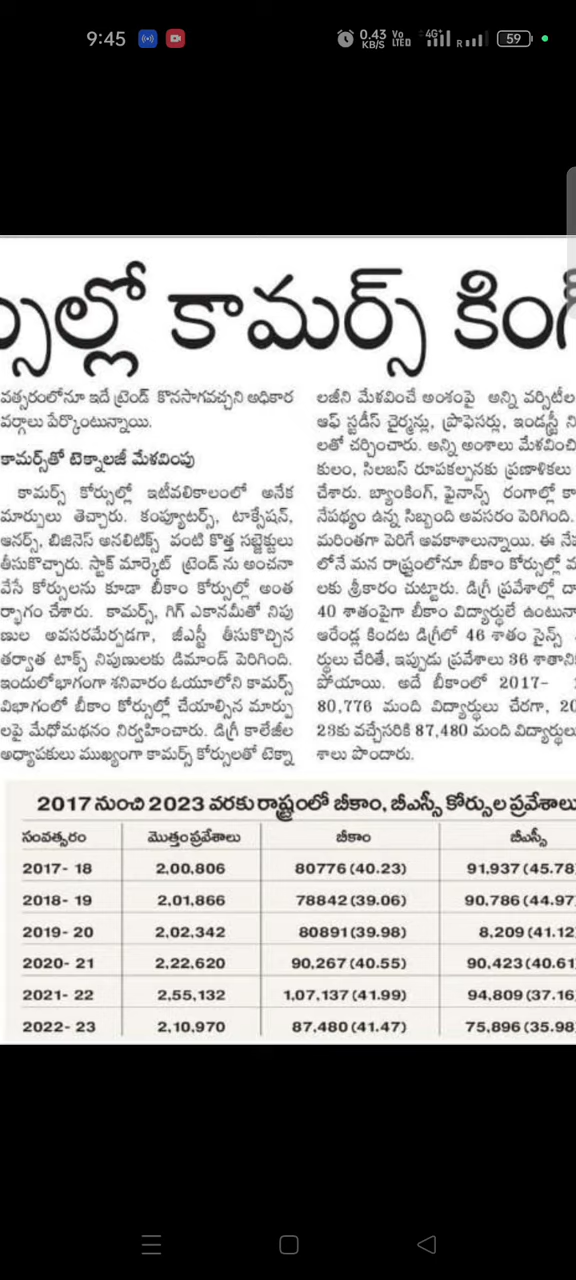 9:45 0.43 KB/S Vo LTED 4G+ R 59
ర్సుల్లో కామర్స్ కింగ్
వత్సరంలోనూ ఇదే ట్రెండ్ కొనసాగవచ్చని అధికార
వర్గాలు పేర్కొంటున్నాయి.
కామర్స్‌తో టెక్నాలజీ మేళవింపు
కామర్స్ కోర్సుల్లో ఇటీవలికాలంలో అనేక
మార్పులు తెచ్చారు. కంప్యూటర్స్, టాక్సేషన్,
ఆనర్స్, బిజినెస్ అనలిటిక్స్ వంటి కొత్త సబ్జెక్టులు
తీసుకొచ్చారు. స్టాక్ మార్కెట్ ట్రెండ్ ను అంచనా
వేసే కోర్సులను కూడా బీకాం కోర్సుల్లో అంత
ర్భాగం చేశారు. కామర్స్, గిగ్ ఎకానమీతో నిపు
ణుల అవసరమేర్పడగా, జీఎస్టీ తీసుకొచ్చిన
తర్వాత టాక్స్ నిపుణులకు డిమాండ్ పెరిగింది.
ఇందులోభాగంగా శనివారం ఓయూలోని కామర్స్
విభాగంలో బీకాం కోర్సుల్లో చేయాల్సిన మార్పు
లపై మేధోమథనం నిర్వహించారు. డిగ్రీ కాలేజీల
అధ్యాపకులు ముఖ్యంగా కామర్స్ కోర్సులతో టెక్నా
లజీని మేళవించే అంశంపై అన్ని వర్సిటీల
ఆఫ్ స్టడీస్ చైర్మన్లు, ప్రొఫెసర్లు, ఇండస్ట్రీ ని
లతో చర్చించారు. అన్ని అంశాలు మేళవించి
కులం, సిలబస్ రూపకల్పనకు ప్రణాళికలు
చేశారు. బ్యాంకింగ్, ఫైనాన్స్ రంగాల్లో కా
నేపథ్యం ఉన్న సిబ్బంది అవసరం పెరిగింది.
మరింతగా పెరిగే అవకాశాలున్నాయి. ఈ నేప
లోనే మన రాష్ట్రంలోనూ బీకాం కోర్సుల్లో మ
లకు శ్రీకారం చుట్టారు. డిగ్రీ ప్రవేశాల్లో దా
40 శాతంపైగా బీకాం విద్యార్థులే ఉంటునా
ఆరేండ్ల కిందట డిగ్రీలో 46 శాతం సైన్స్
ర్థులు చేరితే, ఇప్పుడు ప్రవేశాలు 36 శాతానిక
పోయాయి. అదే బీకాంలో 2017-
80,776 మంది విద్యార్థులు చేరగా, 20
23కు వచ్చేసరికి 87,480 మంది విద్యార్థులు
శాలు పొందారు.
2017 నుంచి 2023 వరకు రాష్ట్రంలో బీకాం, బీఎస్సీ కోర్సుల ప్రవేశాలు
సంవత్సరం మొత్తం ప్రవేశాలు బీకాం బీఎస్సీ
2017- 18 2,00,806 80776 (40.23) 91,937 (45.78
2018- 19 2,01,866 78842 (39.06) 90,786 (44.97
2019- 20 2,02,342 80891 (39.98) 8,209 (41.12
2020- 21 2,22,620 90,267 (40.55) 90,423 (40.61
2021- 22 2,55,132 1,07,137 (41.99) 94,809 (37.16
2022- 23 2,10,970 87,480 (41.47) 75,896 (35.98